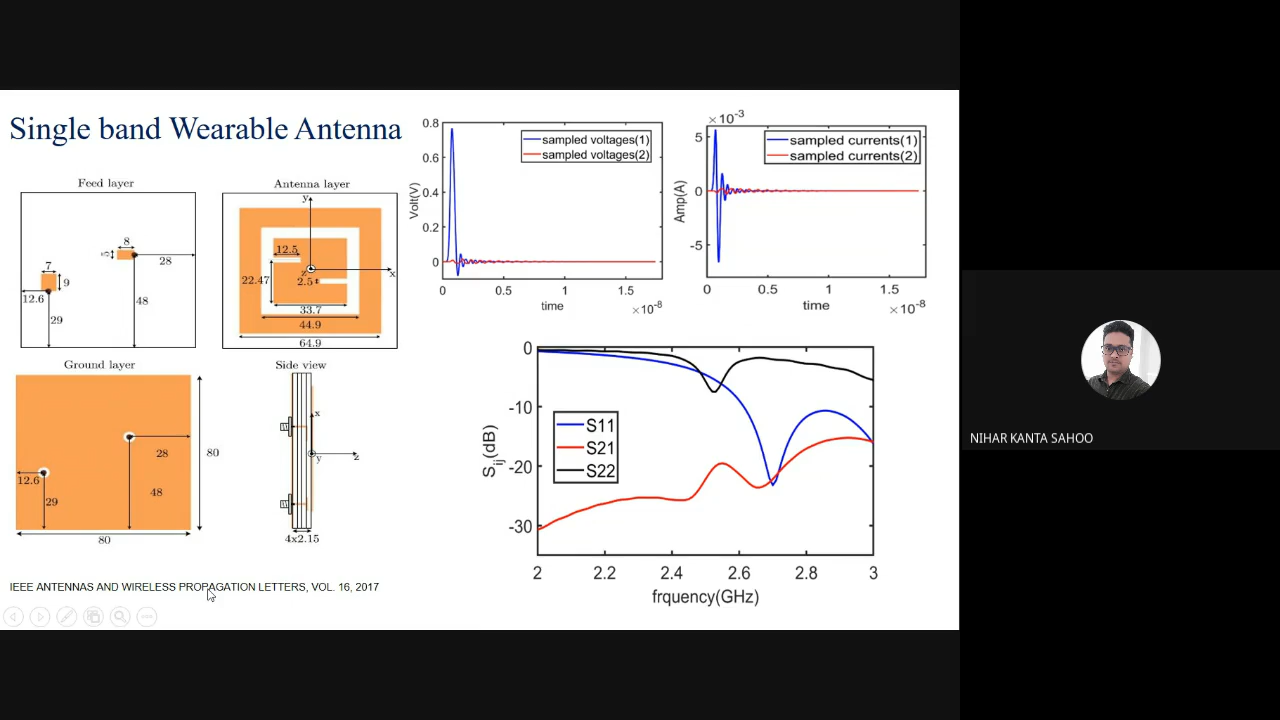 Single band Wearable Antenna
Feed layer
8
5
28
7
9
12.6
48
29
Antenna layer
y
12.5
z
x
22.47
2.5
33.7
44.9
64.9
Ground layer
28
80
12.6
29
48
80
Side view
x
y
z
4x2.15
IEEE ANTENNAS AND WIRELESS PROPAGATION LETTERS, VOL. 16, 2017
0.8
0.6
0.4
0.2
0
Volt(V)
sampled voltages(1)
sampled voltages(2)
0 0.5 1 1.5
time
×10⁻⁸
×10⁻³
5
0
-5
Amp(A)
sampled currents(1)
sampled currents(2)
0 0.5 1 1.5
time
×10⁻⁸
0
-10
-20
-30
Sij(dB)
S11
S21
S22
2 2.2 2.4 2.6 2.8 3
frquency(GHz)
NIHAR KANTA SAHOO